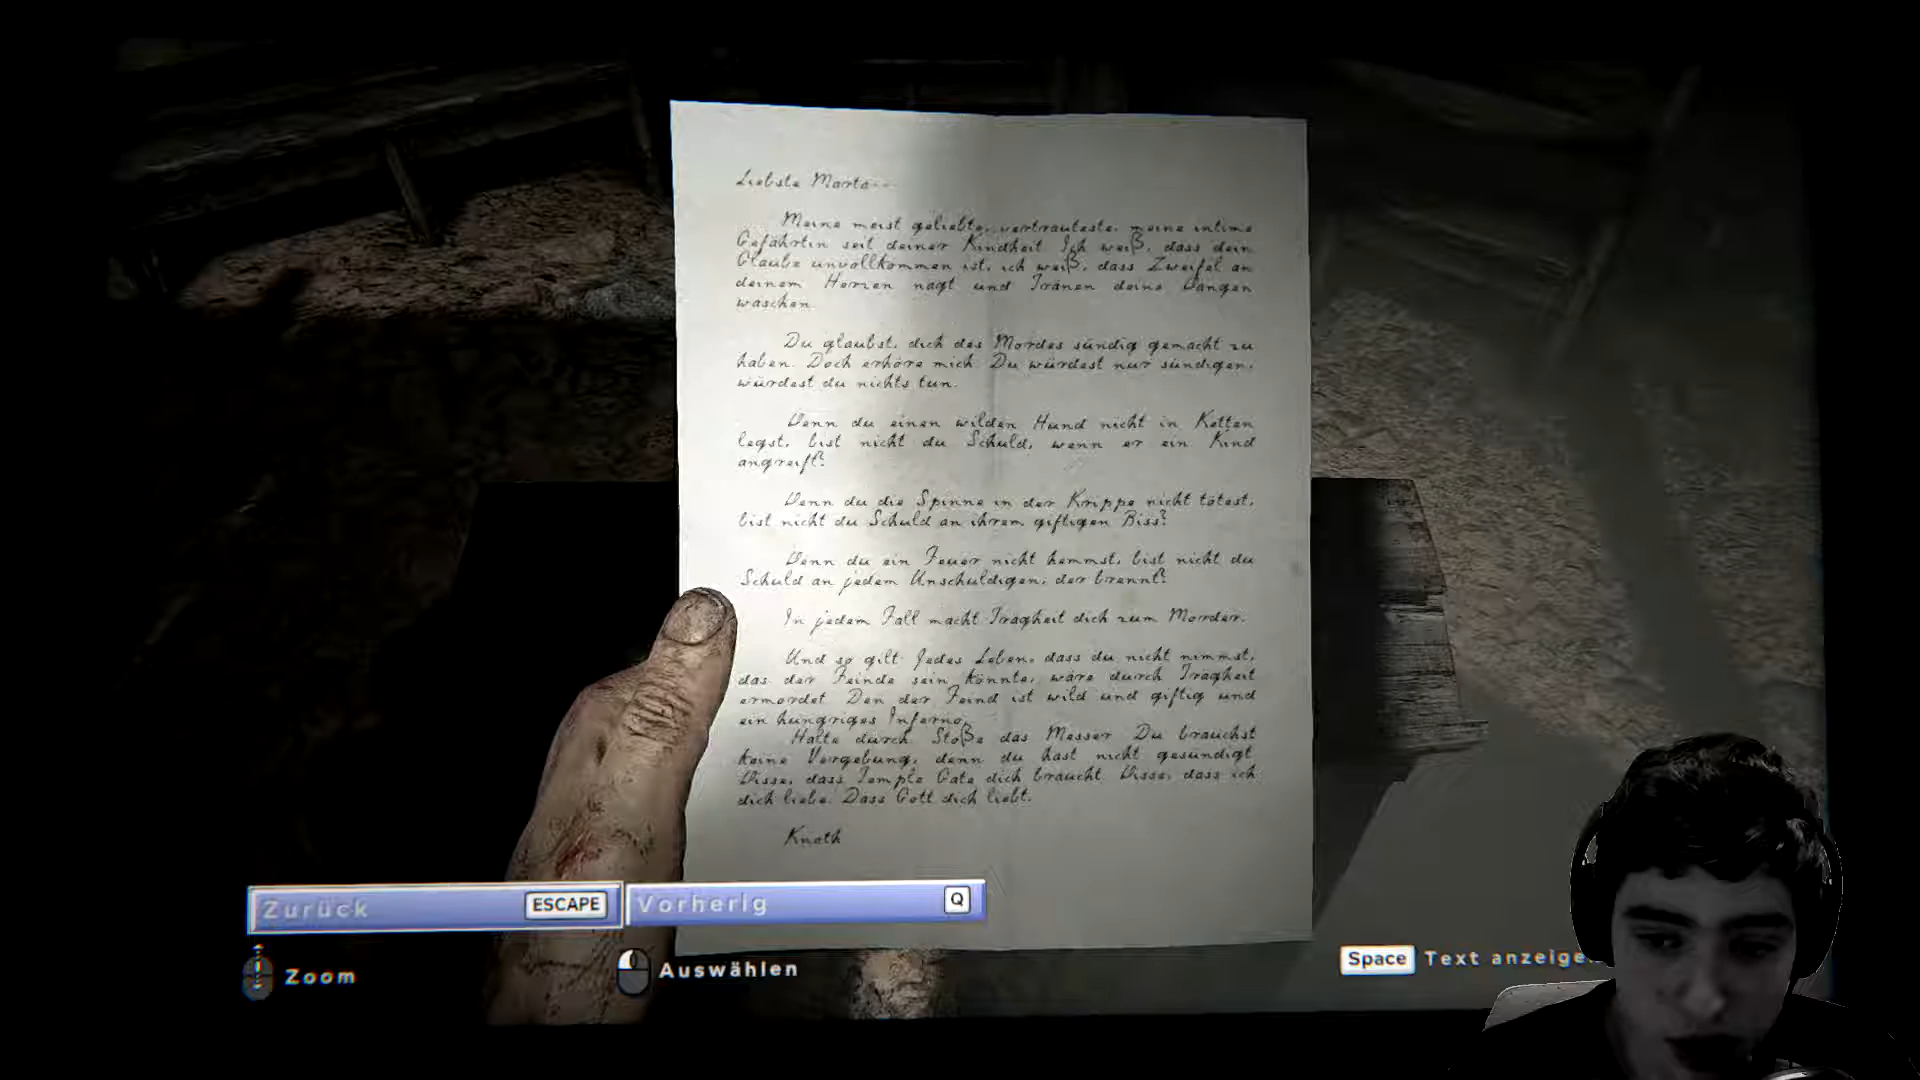 Liebste Marta--
Meine meist geliebte, vertrauteste, meine intime
Gefährtin seit deiner Kindheit. Ich weiß, dass dein
Glaube unvollkommen ist, ich weiß, dass Zweifel an
deinem Herzen nagt und Tränen deine Wangen
waschen.
Du glaubst, dich des Mordes sündig gemacht zu
haben. Doch erhöre mich. Du würdest nur sündigen,
würdest du nichts tun.
Wenn du einen wilden Hund nicht in Ketten
legst, bist nicht du Schuld, wenn er ein Kind
angreift?
Wenn du die Spinne in der Krippe nicht tötest,
bist nicht du Schuld an ihrem giftigen Biss?
Wenn du ein Feuer nicht hemmst, bist nicht du
Schuld an jedem Unschuldigen, der brennt?
In jedem Fall macht Trägheit dich zum Mörder.
Und so gilt: Jedes Leben, dass du nicht nimmst,
das der Feinde sein könnte, wäre durch Trägheit
ermordet. Den der Feind ist wild und giftig und
ein hungriges Inferno.
Halte durch. Stoße das Messer. Du brauchst
keine Vergebung, denn du hast nicht gesündigt.
Wisse, dass Temple Gate dich braucht. Wisse, dass ich
dich liebe. Dass Gott dich liebt.
Knoth
Zurück ESCAPE Vorherig Q
Zoom Auswählen Space Text anzeige